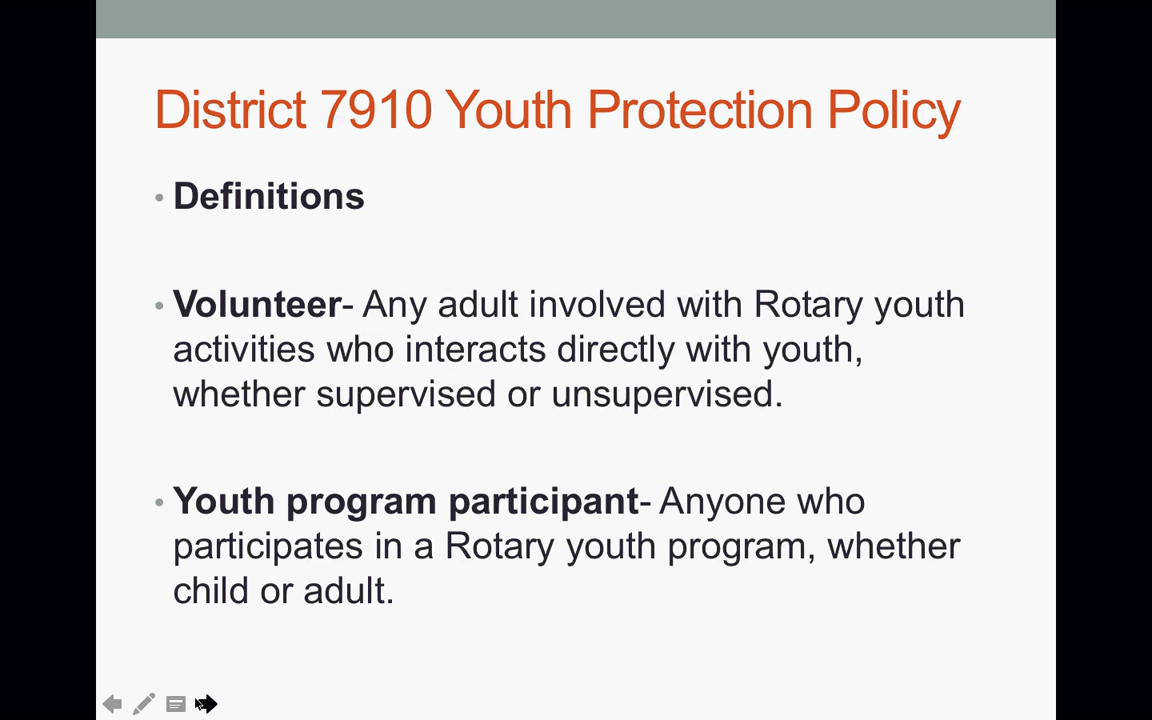 District 7910 Youth Protection Policy
• Definitions
• Volunteer- Any adult involved with Rotary youth
activities who interacts directly with youth,
whether supervised or unsupervised.
• Youth program participant- Anyone who
participates in a Rotary youth program, whether
child or adult.